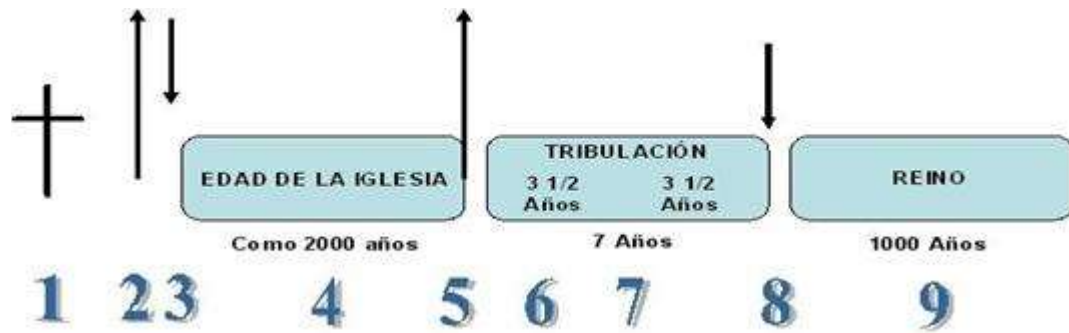 TRIBULACIÓN
EDAD DE LA IGLESIA
3 1/2
Años
3 1/2
Años
REINO
Como 2000 años
7 Años
1000 Años
1 2 3 4 5 6 7 8 9